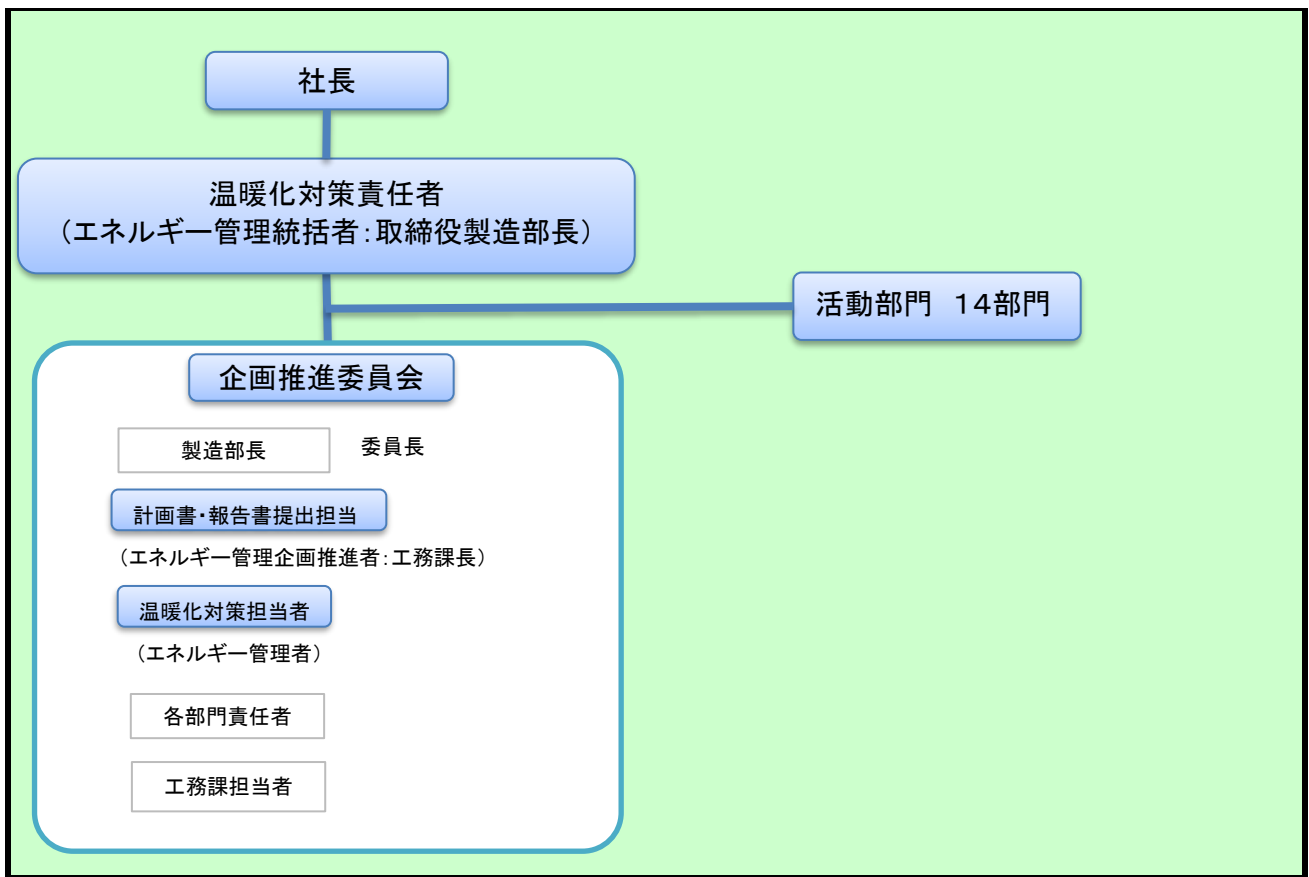 社長
温暖化対策責任者
（エネルギー管理統括者：取締役製造部長）
活動部門　１４部門
企画推進委員会
製造部長　委員長
計画書・報告書提出担当
（エネルギー管理企画推進者：工務課長）
温暖化対策担当者
（エネルギー管理者）
各部門責任者
工務課担当者